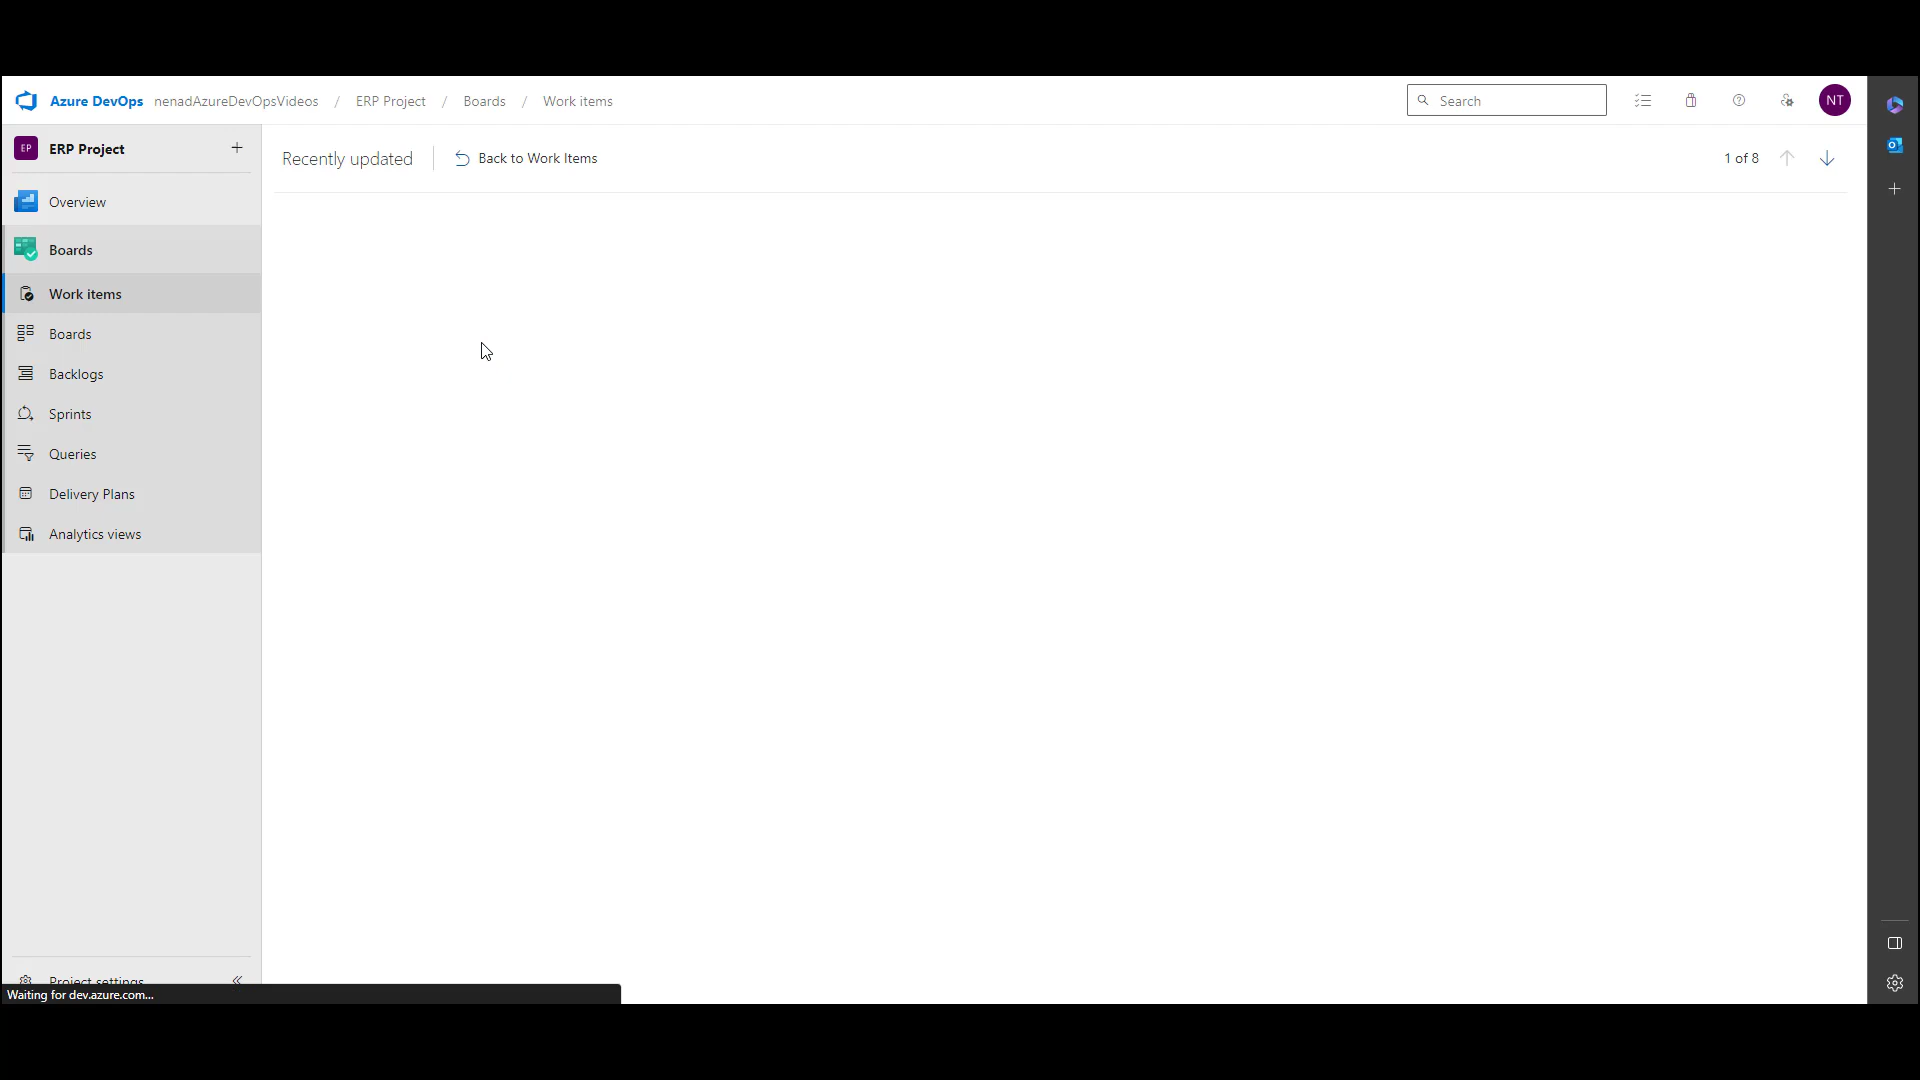 Azure DevOps nenadAzureDevOpsVideos / ERP Project / Boards / Work items
Search
NT
EP ERP Project
Recently updated
Back to Work Items
1 of 8
Overview
Boards
Work items
Boards
Backlogs
Sprints
Queries
Delivery Plans
Analytics views
Project settings
Waiting for dev.azure.com...